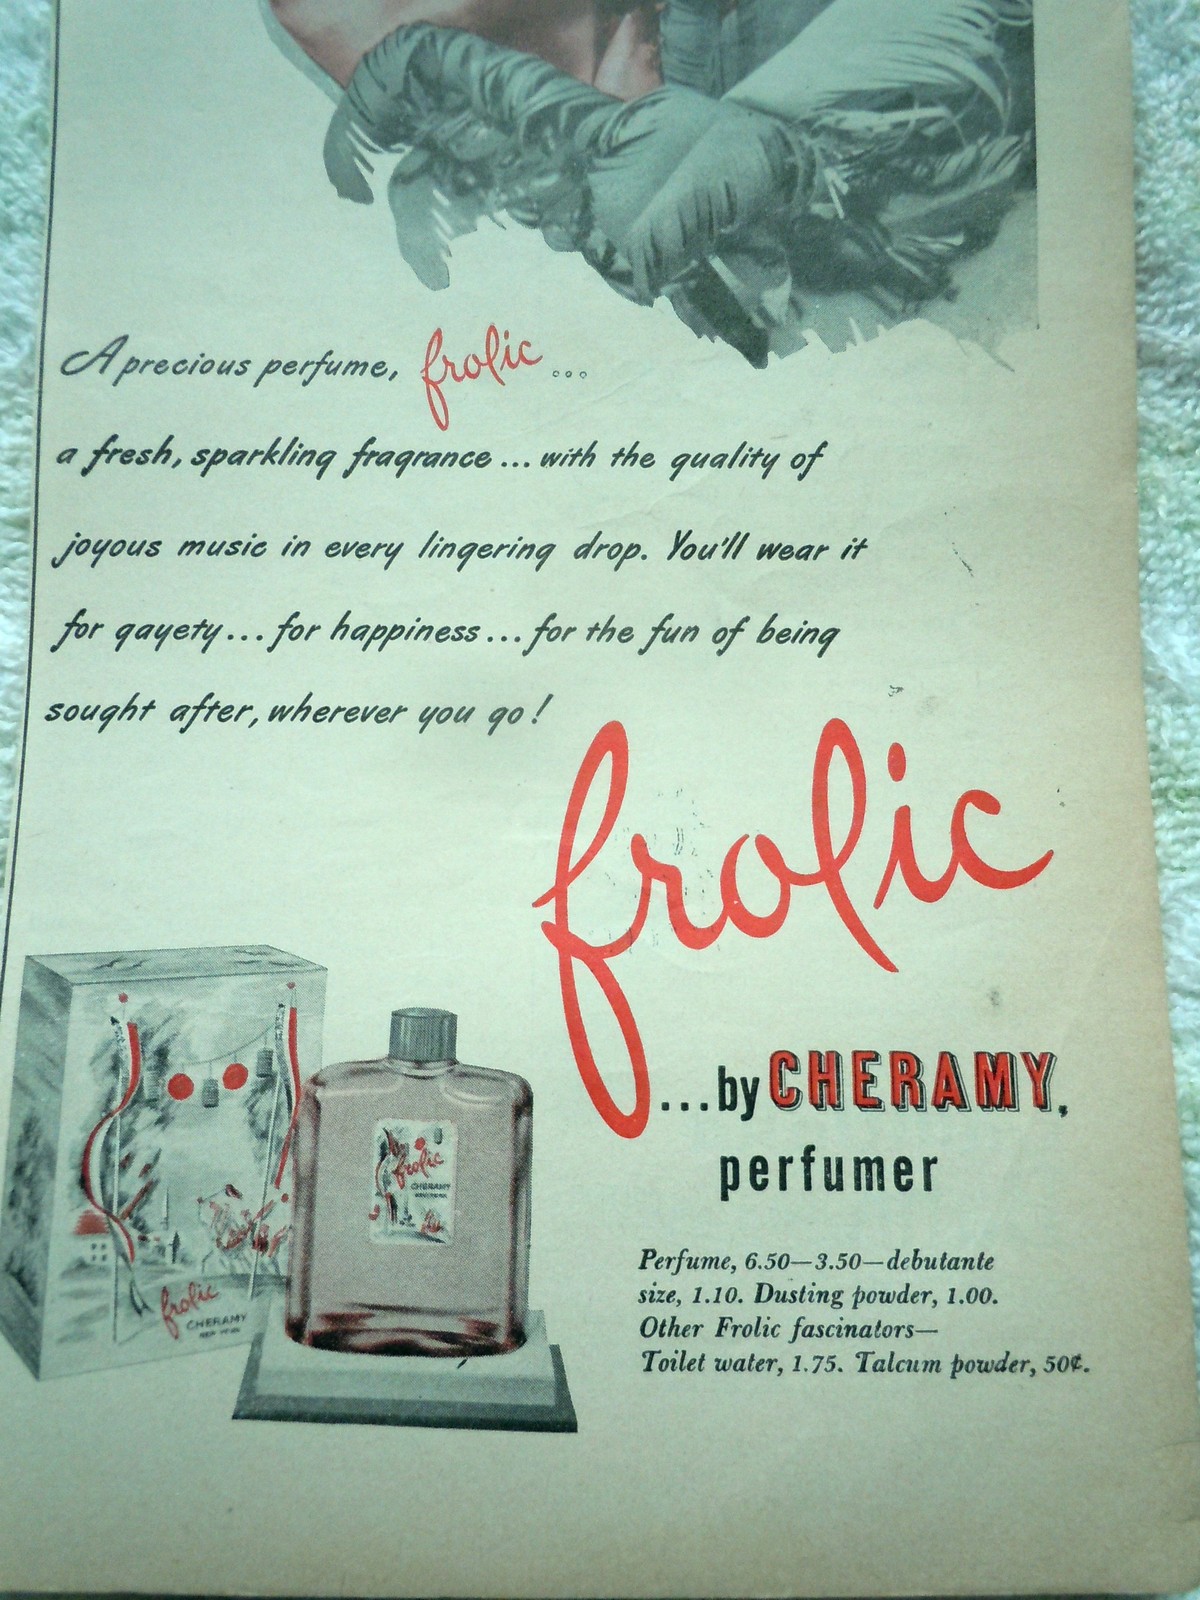 A precious perfume, frolic...
a fresh, sparkling fragrance... with the quality of
joyous music in every lingering drop. You'll wear it
for gayety... for happiness... for the fun of being
sought after, wherever you go!
frolic
...by CHERAMY,
perfumer
frolic
CHERAMY
NEW YORK
frolic
CHERAMY
Perfume, 6.50—3.50—debutante
size, 1.10. Dusting powder, 1.00.
Other Frolic fascinators—
Toilet water, 1.75. Talcum powder, 50¢.